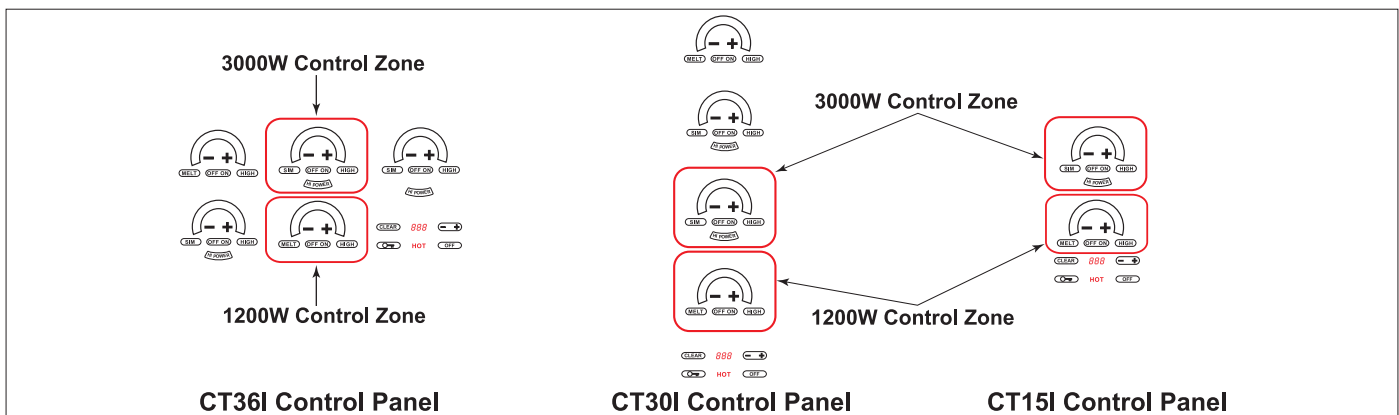 3000W Control Zone
MELT OFF ON HIGH
SIM OFF ON HIGH
HI POWER
SIM OFF ON HIGH
HI POWER
SIM OFF ON HIGH
HI POWER
MELT OFF ON HIGH
CLEAR 888 - +
HOT OFF
1200W Control Zone
CT36I Control Panel
MELT OFF ON HIGH
SIM OFF ON HIGH
HI POWER
3000W Control Zone
SIM OFF ON HIGH
HI POWER
MELT OFF ON HIGH
1200W Control Zone
CLEAR 888 - +
HOT OFF
CT30I Control Panel
SIM OFF ON HIGH
HI POWER
MELT OFF ON HIGH
CLEAR 888 - +
HOT OFF
CT15I Control Panel